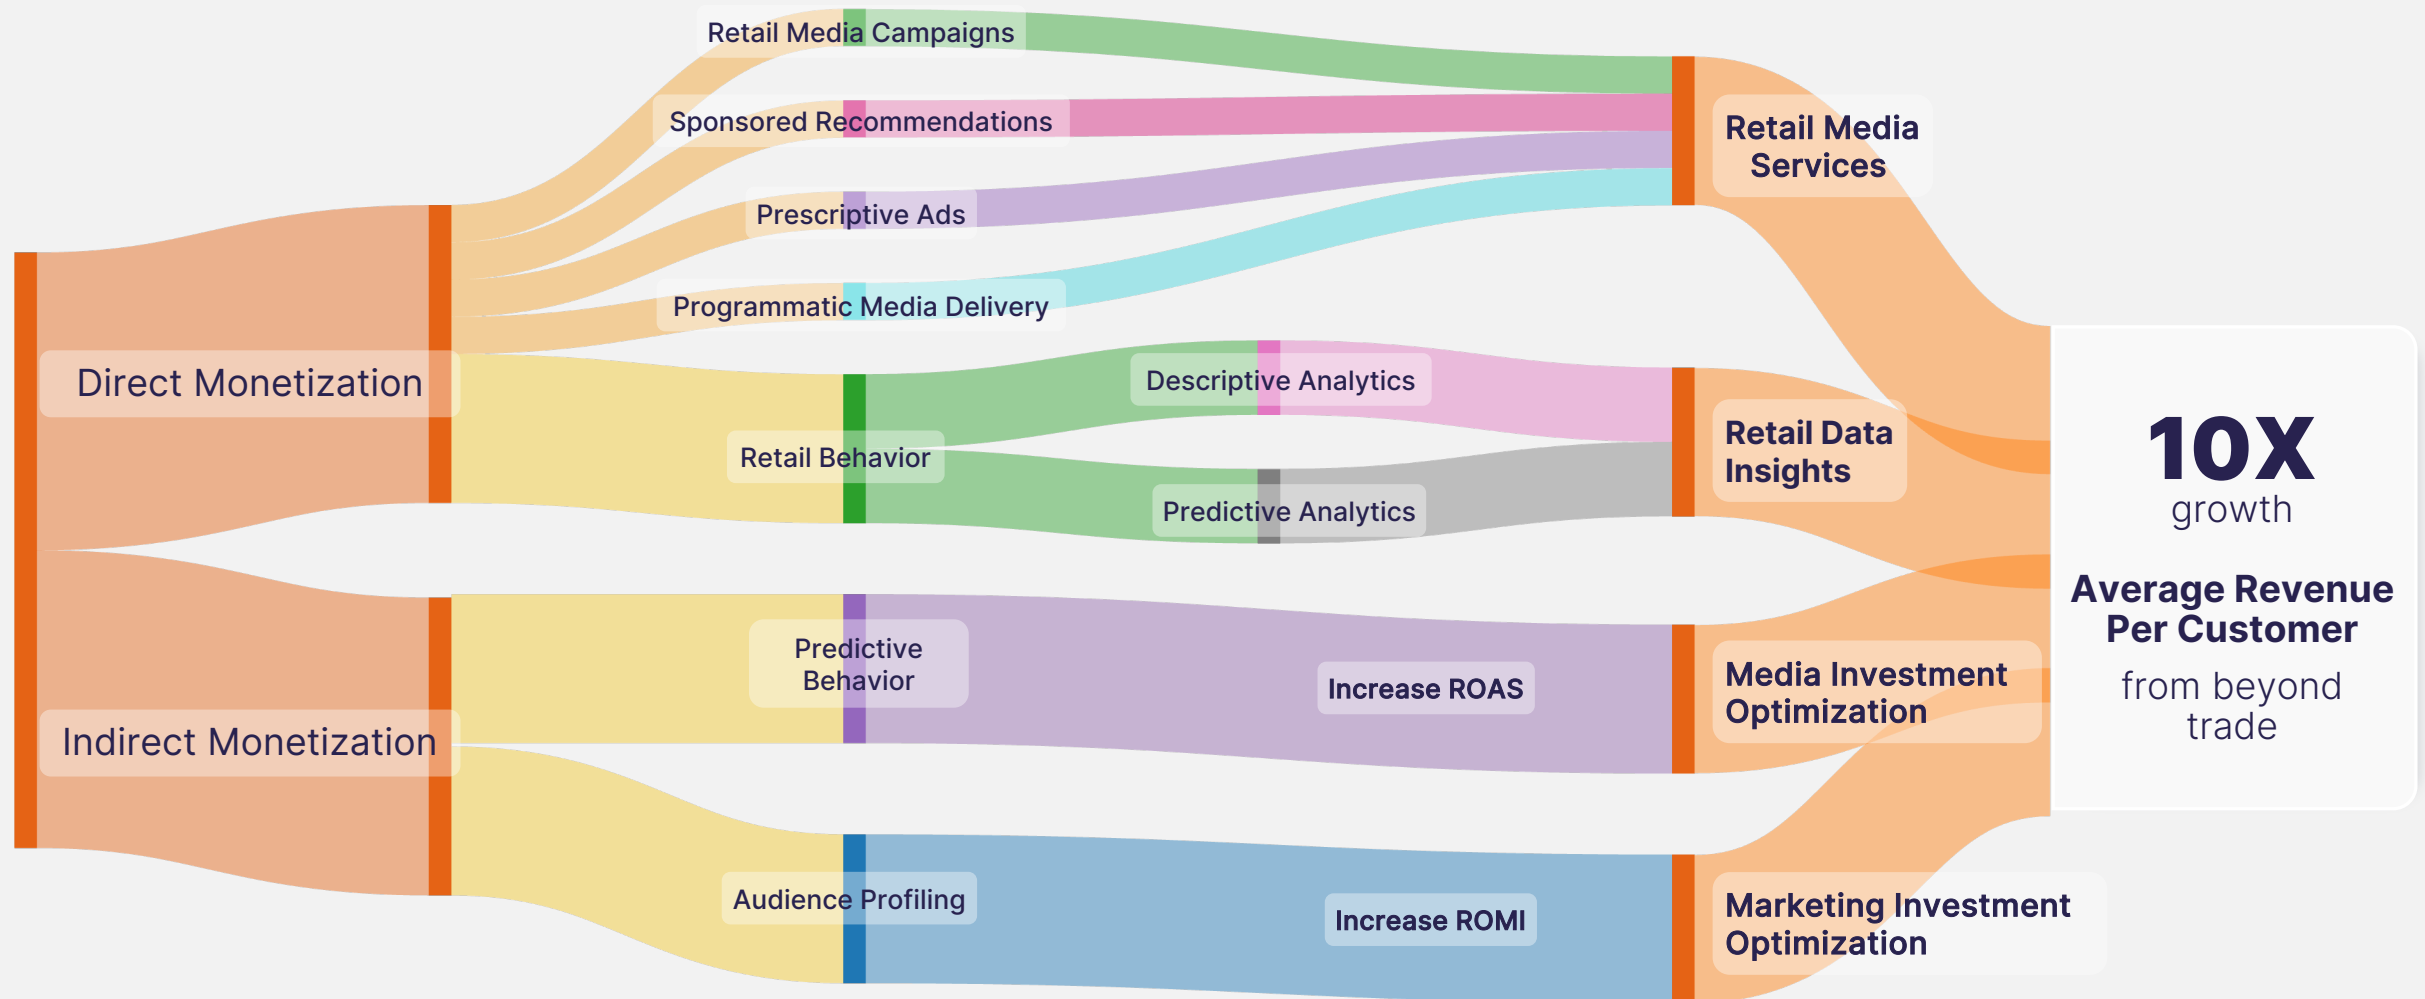 Retail Media Campaigns
Sponsored Recommendations
Prescriptive Ads
Programmatic Media Delivery
Direct Monetization
Retail Behavior
Descriptive Analytics
Predictive Analytics
Indirect Monetization
Predictive
Behavior
Audience Profiling
Increase ROAS
Increase ROMI
Retail Media
Services
Retail Data
Insights
Media Investment
Optimization
Marketing Investment
Optimization
10X
growth
Average Revenue
Per Customer
from beyond
trade